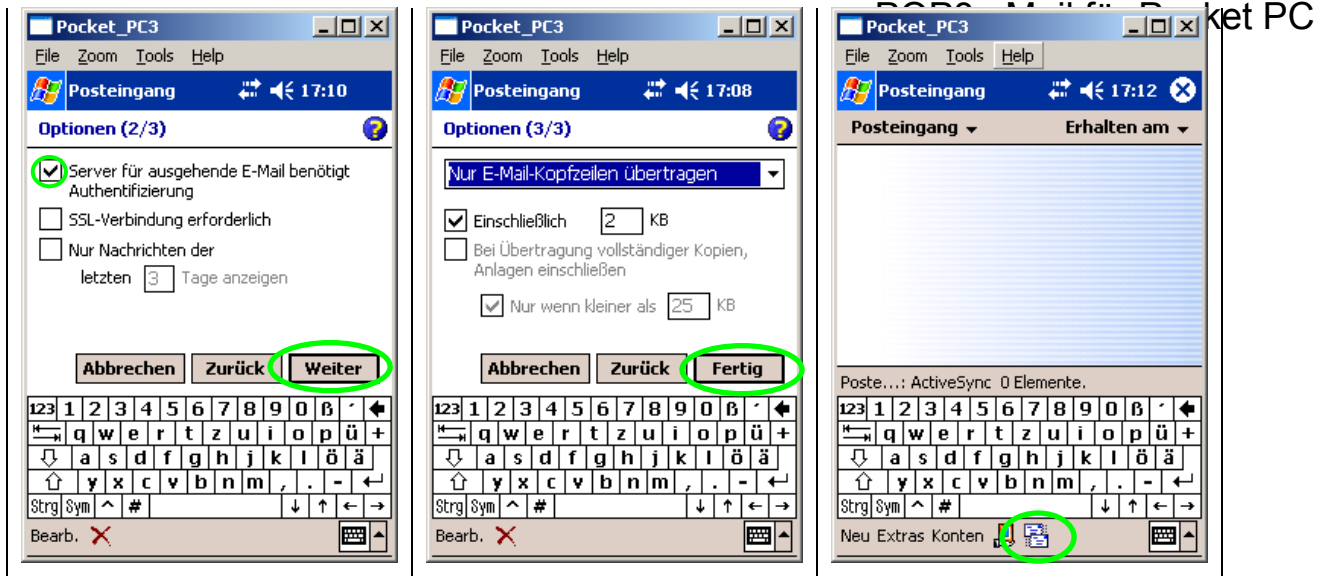 POP3 - Mail für Pocket PC
Pocket_PC3
File Zoom Tools Help
Posteingang 17:10
Optionen (2/3)
Server für ausgehende E-Mail benötigt
Authentifizierung
SSL-Verbindung erforderlich
Nur Nachrichten der
letzten 3 Tage anzeigen
Abbrechen Zurück Weiter
123 1 2 3 4 5 6 7 8 9 0 ß ´
q w e r t z u i o p ü +
a s d f g h j k l ö ä
y x c v b n m , . -
Strg Sym ^ # ↓ ↑ ← →
Bearb.
Pocket_PC3
File Zoom Tools Help
Posteingang 17:08
Optionen (3/3)
Nur E-Mail-Kopfzeilen übertragen
Einschließlich 2 KB
Bei Übertragung vollständiger Kopien,
Anlagen einschließen
Nur wenn kleiner als 25 KB
Abbrechen Zurück Fertig
123 1 2 3 4 5 6 7 8 9 0 ß ´
q w e r t z u i o p ü +
a s d f g h j k l ö ä
y x c v b n m , . -
Strg Sym ^ # ↓ ↑ ← →
Bearb.
Pocket_PC3
File Zoom Tools Help
Posteingang 17:12
Posteingang Erhalten am
Poste...: ActiveSync 0 Elemente.
123 1 2 3 4 5 6 7 8 9 0 ß ´
q w e r t z u i o p ü +
a s d f g h j k l ö ä
y x c v b n m , . -
Strg Sym ^ # ↓ ↑ ← →
Neu Extras Konten